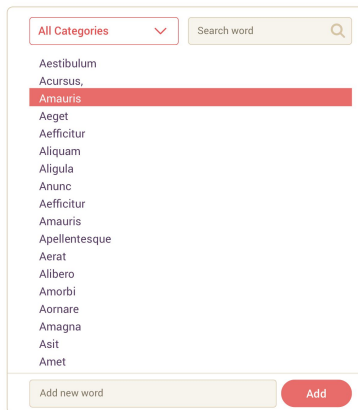 All Categories
Search word
Aestibulum
Acursus,
Amauris
Aeget
Aefficitur
Aliquam
Aligula
Anunc
Aefficitur
Amauris
Apellentesque
Aerat
Alibero
Amorbi
Aornare
Amagna
Asit
Amet
Add new word
Add